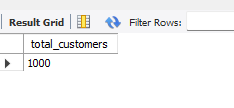 Result Grid Filter Rows:
total_customers
1000